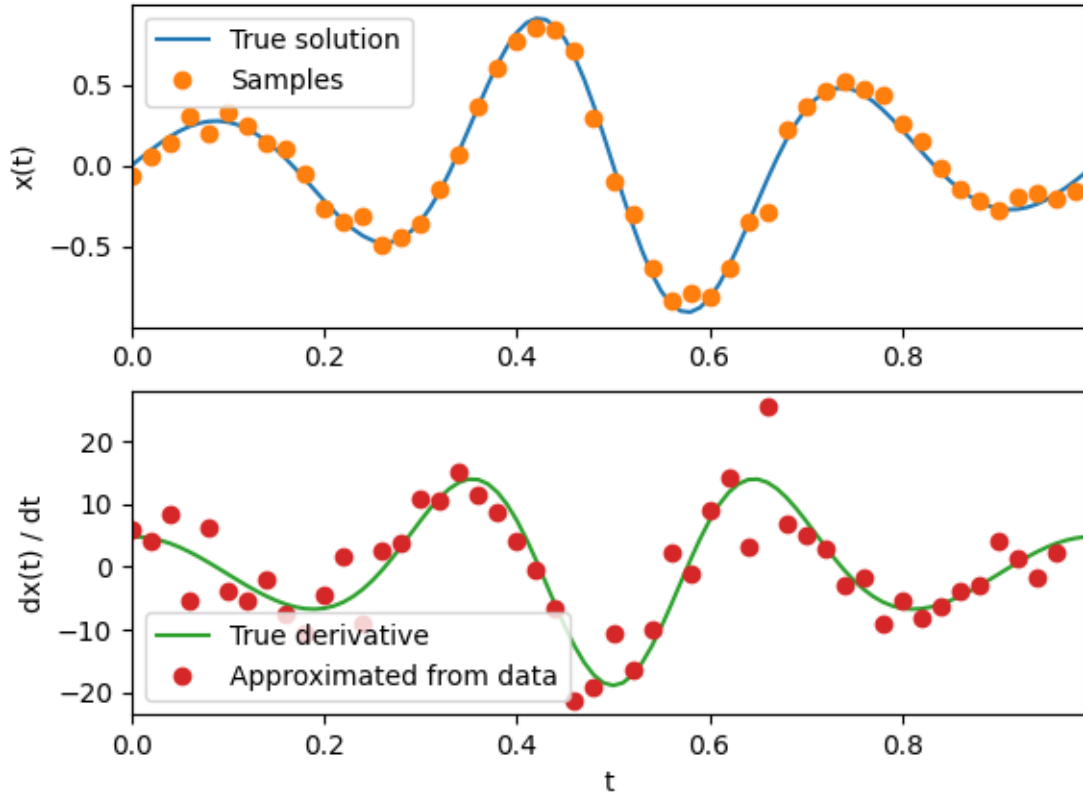 True solution
Samples
x(t)
0.5
0.0
−0.5
0.0 0.2 0.4 0.6 0.8
20
10
0
−10
−20
dx(t) / dt
True derivative
Approximated from data
0.0 0.2 0.4 0.6 0.8
t